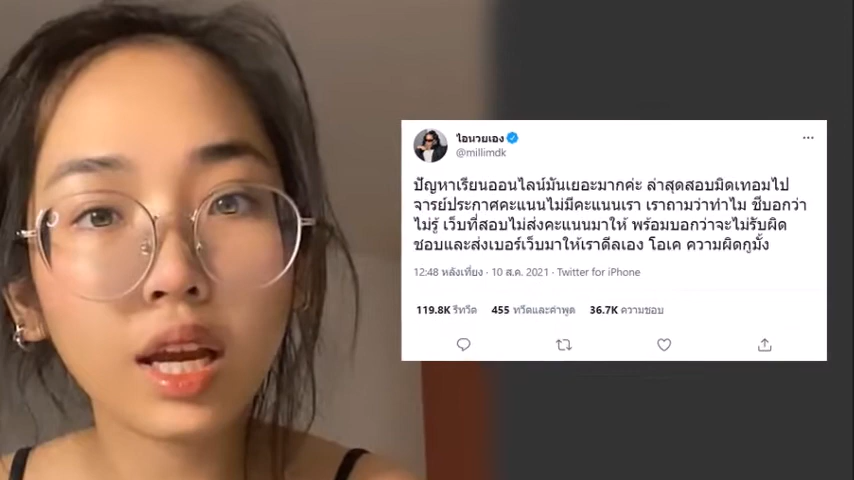 ไอนวยเอง
@millimdk
ปัญหาเรียนออนไลน์มันเยอะมากค่ะ ล่าสุดสอบมิดเทอมไป
จารย์ประกาศคะแนนไม่มีคะแนนเรา เราถามว่าทำไม ชีบอกว่า
ไม่รู้ เว็บที่สอบไม่ส่งคะแนนมาให้ พร้อมบอกว่าจะไม่รับผิด
ชอบและส่งเบอร์เว็บมาให้เราดีลเอง โอเค ความผิดกูมั้ง
12:48 หลังเที่ยง · 10 ส.ค. 2021 · Twitter for iPhone
119.8K รีทวีต 455 ทวีตและคำพูด 36.7K ความชอบ